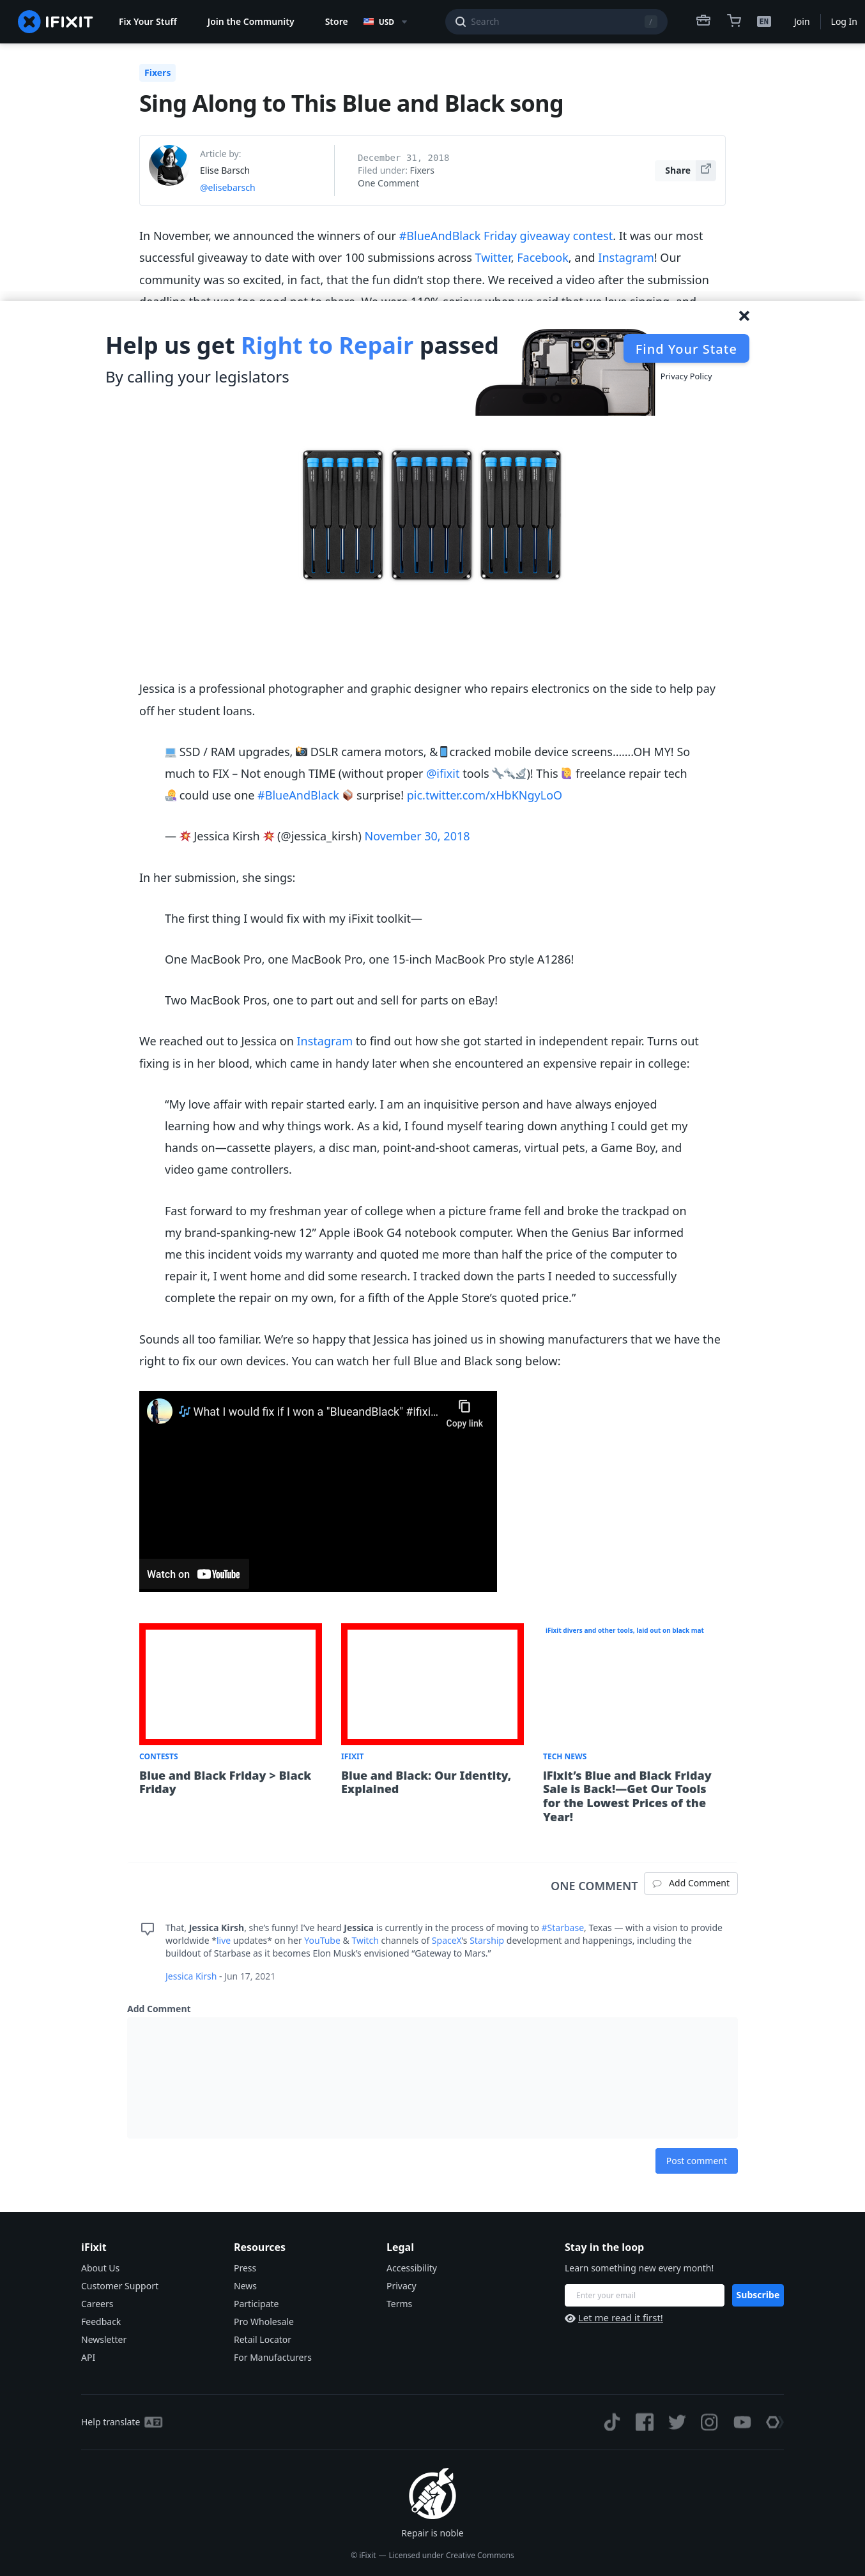 IFIXIT Fix Your Stuff Join the Community Store USD Search / EN Join Log In
Fixers
Sing Along to This Blue and Black song
Article by:
Elise Barsch
@elisebarsch
December 31, 2018
Filed under: Fixers
One Comment
Share
In November, we announced the winners of our #BlueAndBlack Friday giveaway contest. It was our most
successful giveaway to date with over 100 submissions across Twitter, Facebook, and Instagram! Our
community was so excited, in fact, that the fun didn’t stop there. We received a video after the submission
deadline that was too good not to share. We were 110% serious when we said that we love singing, and
Help us get Right to Repair passed
By calling your legislators
Find Your State
Privacy Policy
Jessica is a professional photographer and graphic designer who repairs electronics on the side to help pay
off her student loans.
💻 SSD / RAM upgrades, 📸 DSLR camera motors, &📱cracked mobile device screens…….OH MY! So
much to FIX – Not enough TIME (without proper @ifixit tools 🔧🔩🔬)! This 🙋 freelance repair tech
could use one #BlueAndBlack surprise! pic.twitter.com/xHbKNgyLoO
— 💥 Jessica Kirsh 💥 (@jessica_kirsh) November 30, 2018
In her submission, she sings:
The first thing I would fix with my iFixit toolkit—
One MacBook Pro, one MacBook Pro, one 15-inch MacBook Pro style A1286!
Two MacBook Pros, one to part out and sell for parts on eBay!
We reached out to Jessica on Instagram to find out how she got started in independent repair. Turns out
fixing is in her blood, which came in handy later when she encountered an expensive repair in college:
“My love affair with repair started early. I am an inquisitive person and have always enjoyed
learning how and why things work. As a kid, I found myself tearing down anything I could get my
hands on—cassette players, a disc man, point-and-shoot cameras, virtual pets, a Game Boy, and
video game controllers.
Fast forward to my freshman year of college when a picture frame fell and broke the trackpad on
my brand-spanking-new 12” Apple iBook G4 notebook computer. When the Genius Bar informed
me this incident voids my warranty and quoted me more than half the price of the computer to
repair it, I went home and did some research. I tracked down the parts I needed to successfully
complete the repair on my own, for a fifth of the Apple Store’s quoted price.”
Sounds all too familiar. We’re so happy that Jessica has joined us in showing manufacturers that we have the
right to fix our own devices. You can watch her full Blue and Black song below:
🎶 What I would fix if I won a "BlueandBlack" #ifixi...
Copy link
Watch on YouTube
iFixit divers and other tools, laid out on black mat
CONTESTS
Blue and Black Friday > Black
Friday
IFIXIT
Blue and Black: Our Identity,
Explained
TECH NEWS
iFixit’s Blue and Black Friday
Sale is Back!—Get Our Tools
for the Lowest Prices of the
Year!
ONE COMMENT
Add Comment
That, Jessica Kirsh, she’s funny! I’ve heard Jessica is currently in the process of moving to #Starbase, Texas — with a vision to provide
worldwide *live updates* on her YouTube & Twitch channels of SpaceX’s Starship development and happenings, including the
buildout of Starbase as it becomes Elon Musk’s envisioned “Gateway to Mars.”
Jessica Kirsh - Jun 17, 2021
Add Comment
Post comment
iFixit
About Us
Customer Support
Careers
Feedback
Newsletter
API
Resources
Press
News
Participate
Pro Wholesale
Retail Locator
For Manufacturers
Legal
Accessibility
Privacy
Terms
Stay in the loop
Learn something new every month!
Enter your email
Subscribe
Let me read it first!
Help translate
Repair is noble
© iFixit — Licensed under Creative Commons